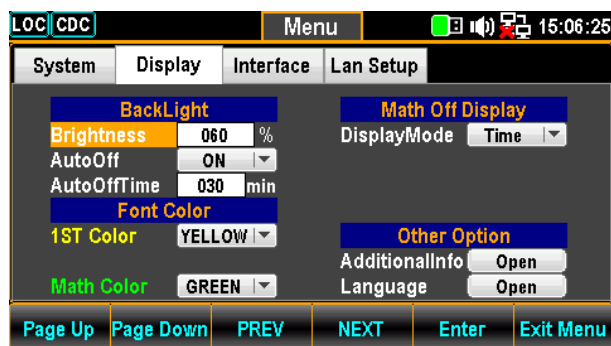 LOC CDC Menu 15:06:25
System Display Interface Lan Setup
BackLight
Brightness 060 %
AutoOff ON
AutoOffTime 030 min
Font Color
1ST Color YELLOW
Math Color GREEN
Math Off Display
DisplayMode Time
Other Option
AdditionalInfo Open
Language Open
Page Up Page Down PREV NEXT Enter Exit Menu